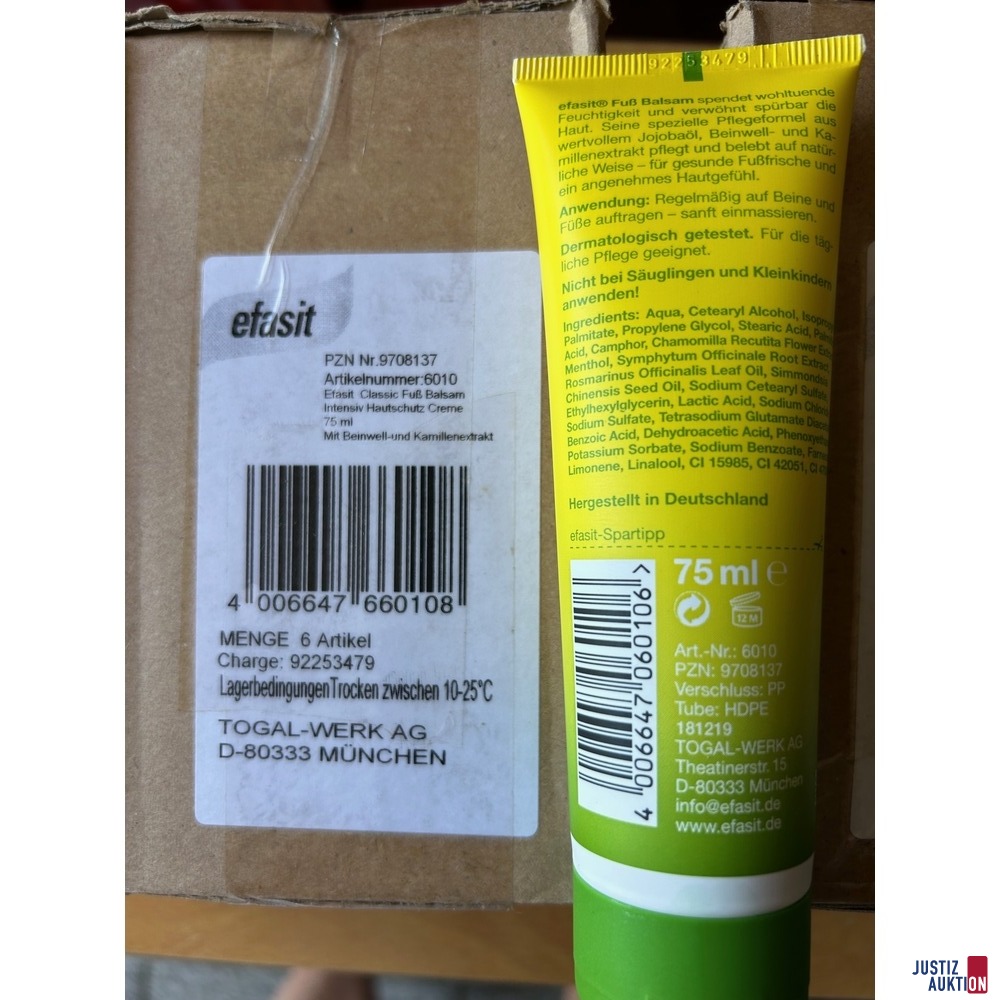 efasit
PZN Nr.9708137
Artikelnummer:6010
Efasit Classic Fuß Balsam
Intensiv Hautschutz Creme
75 ml
Mit Beinwell-und Kamillenextrakt
4 006647 660108
MENGE 6 Artikel
Charge: 92253479
LagerbedingungenTrocken zwischen 10-25°C
TOGAL-WERK AG
D-80333 MÜNCHEN
92253479
efasit® Fuß Balsam spendet wohltuende
Feuchtigkeit und verwöhnt spürbar die
Haut. Seine spezielle Pflegeformel aus
wertvollem Jojobaöl, Beinwell- und Ka-
millenextrakt pflegt und belebt auf natür-
liche Weise – für gesunde Fußfrische und
ein angenehmes Hautgefühl.
Anwendung: Regelmäßig auf Beine und
Füße auftragen – sanft einmassieren.
Dermatologisch getestet. Für die täg-
liche Pflege geeignet.
Nicht bei Säuglingen und Kleinkindern
anwenden!
Ingredients: Aqua, Cetearyl Alcohol,
Palmitate, Propylene Glycol, Stearic Acid,
Acid, Camphor, Chamomilla Recutita Flower
Menthol, Symphytum Officinale Root
Rosmarinus Officinalis Leaf Oil,
Chinensis Seed Oil, Sodium Cetearyl
Ethylhexylglycerin, Lactic Acid, Sodium
Sodium Sulfate, Tetrasodium Glutamate
Benzoic Acid, Dehydroacetic Acid,
Potassium Sorbate, Sodium Benzoate,
Limonene, Linalool, CI 15985, CI 42051, CI
Hergestellt in Deutschland
efasit-Spartipp
75 ml e
12 M
4 006647 060106 >
Art.-Nr.: 6010
PZN: 9708137
Verschluss: PP
Tube: HDPE
181219
TOGAL-WERK AG
Theatinerstr. 15
D-80333 München
info@efasit.de
www.efasit.de
JUSTIZ
AUKTION